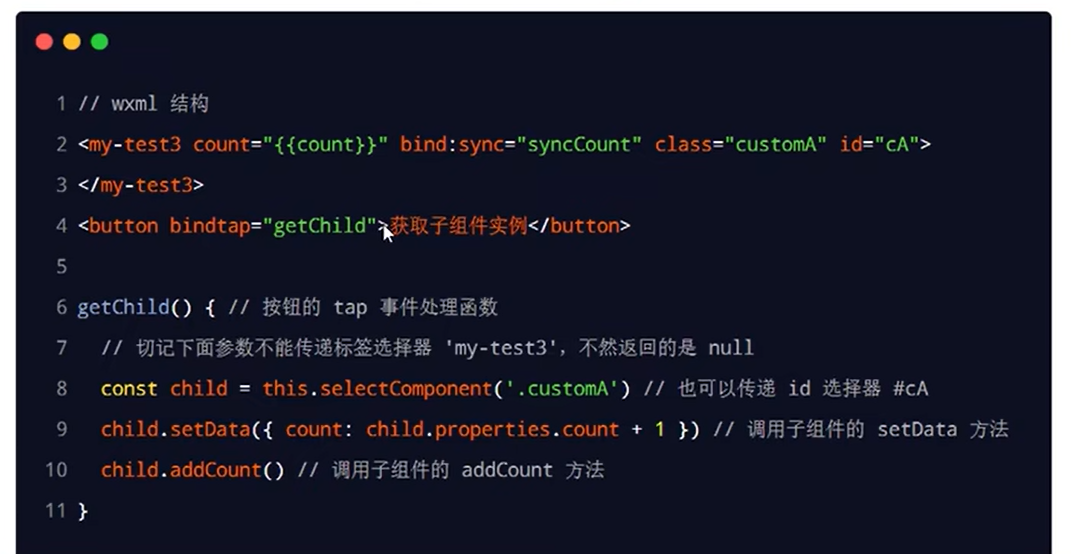 1 // wxml 结构
2 <my-test3 count="{{count}}" bind:sync="syncCount" class="customA" id="cA">
3 </my-test3>
4 <button bindtap="getChild">获取子组件实例</button>
5
6 getChild() { // 按钮的 tap 事件处理函数
7 // 切记下面参数不能传递标签选择器 'my-test3'，不然返回的是 null
8 const child = this.selectComponent('.customA') // 也可以传递 id 选择器 #cA
9 child.setData({ count: child.properties.count + 1 }) // 调用子组件的 setData 方法
10 child.addCount() // 调用子组件的 addCount 方法
11 }